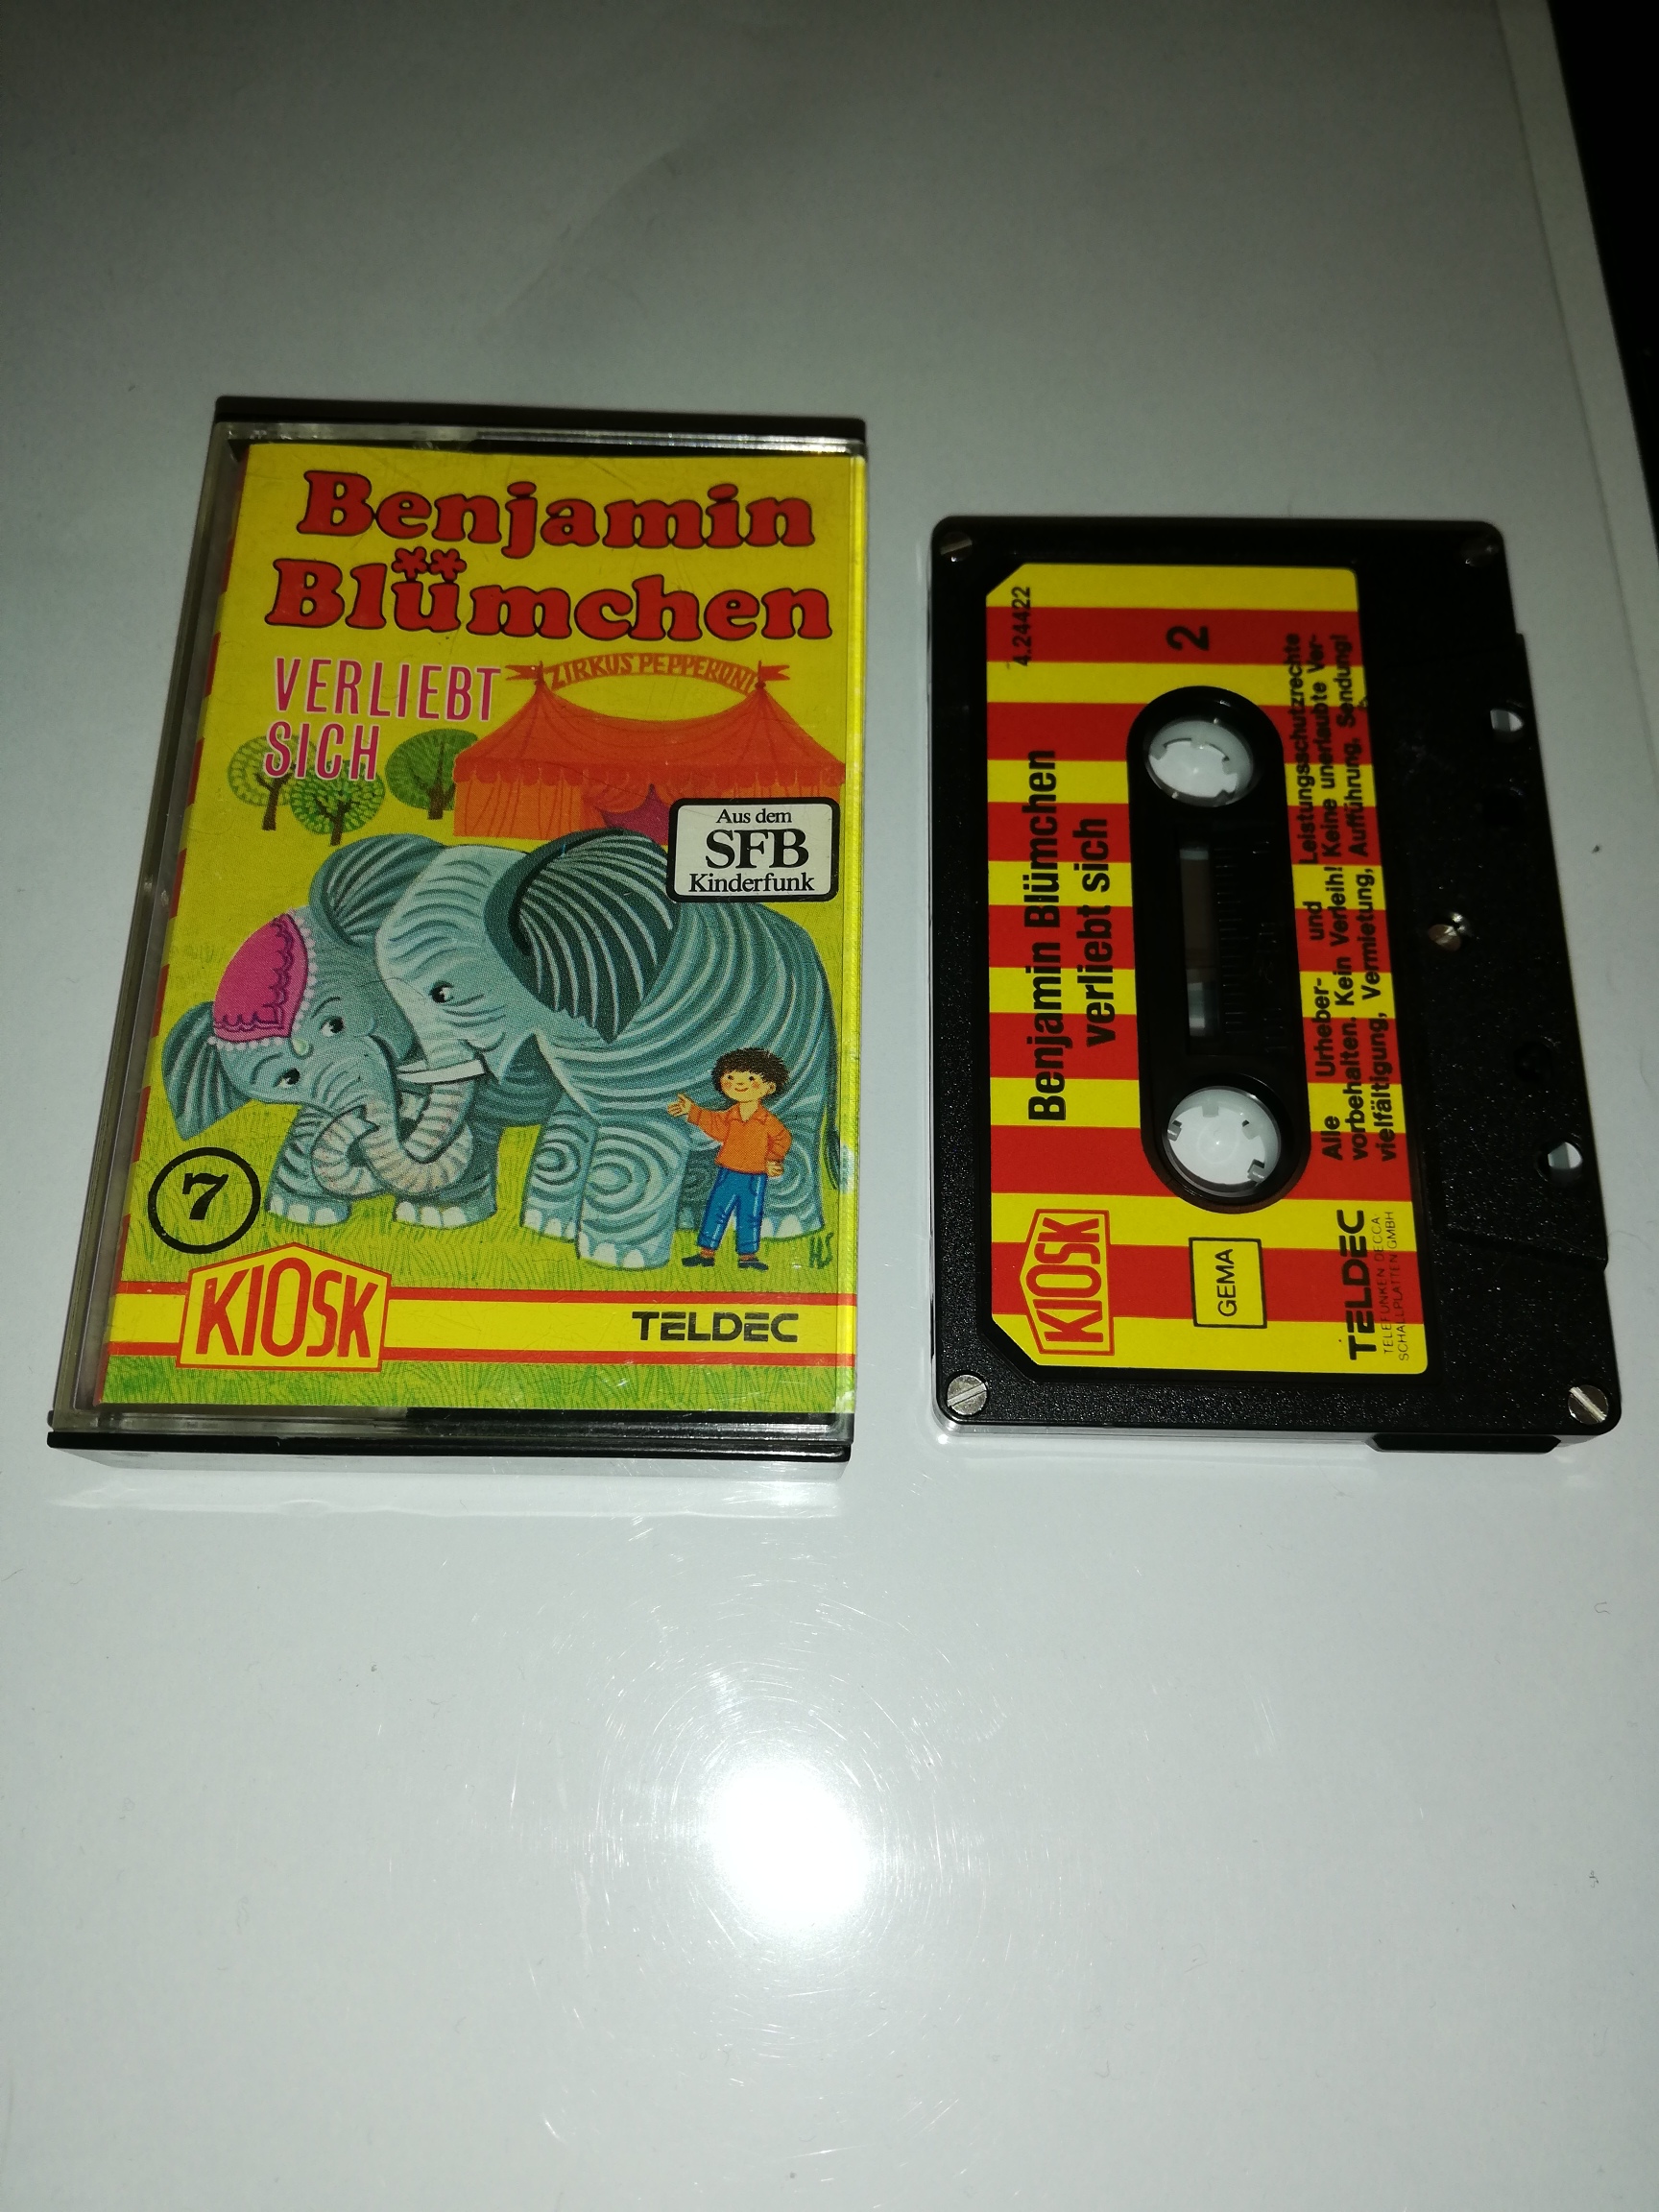 Benjamin
Blümchen
VERLIEBT
SICH
ZIRKUS PEPPERONI
Aus dem
SFB
Kinderfunk
7
HS
KIOSK
TELDEC
4.24422
2
Benjamin Blümchen
verliebt sich
Alle Urheber- und Leistungsschutzrechte
vorbehalten. Kein Verleih! Keine unerlaubte Ver-
vielfältigung, Vermietung, Aufführung, Sendung!
KIOSK
GEMA
TELDEC
TELEFUNKEN DECCA
SCHALLPLATTEN GMBH